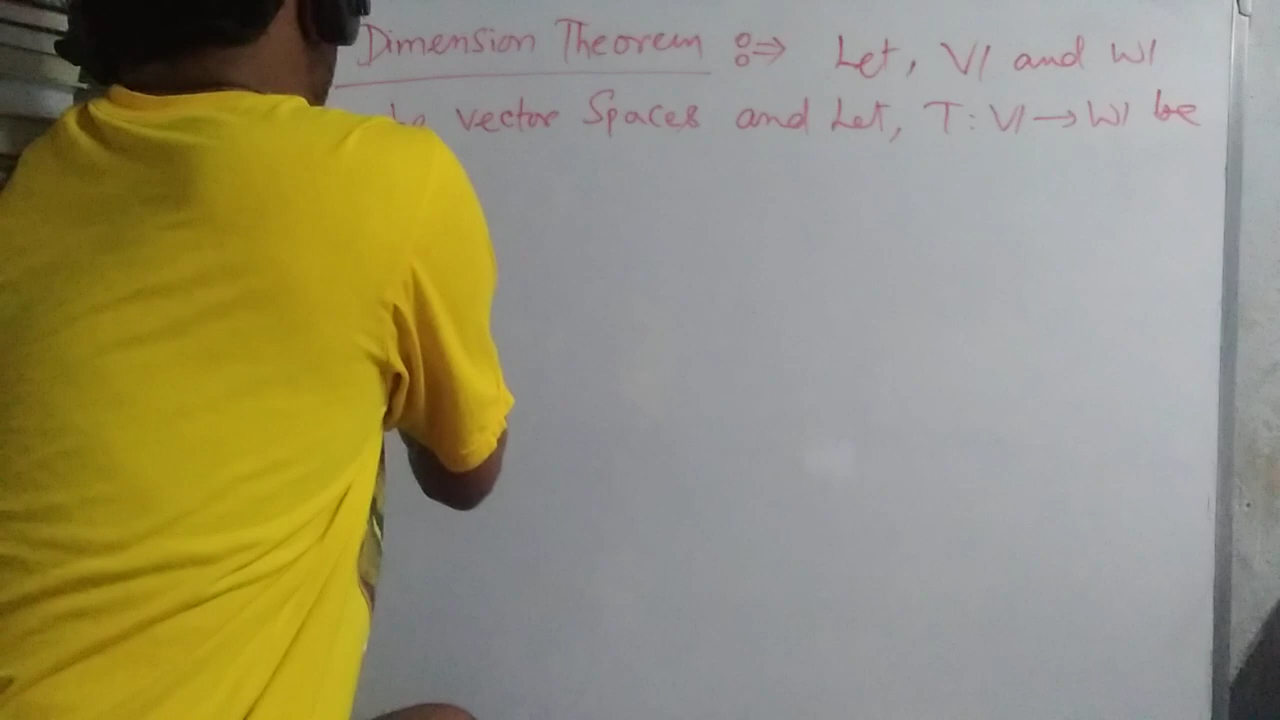 Dimension Theorem :⇒ Let, V and W
vector Spaces and Let, T: V → W be